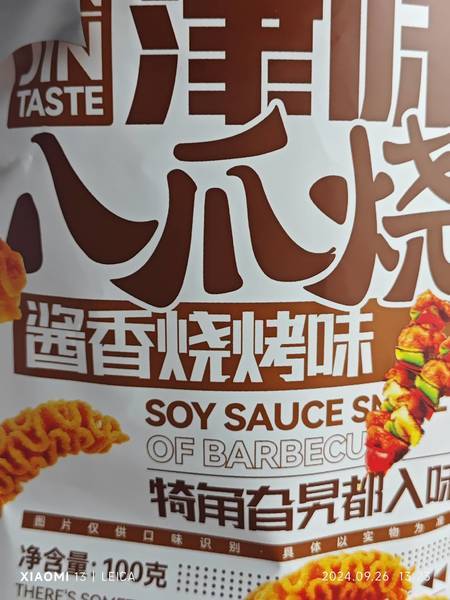 JIN
TASTE
津味
八爪烧
酱香烧烤味
SOY SAUCE
OF BARBECU
犄角旮旯都入味
图片仅供口味识别 具体以实物为准
净含量:100克
XIAOMI 13 | LEICA
2024.09.26